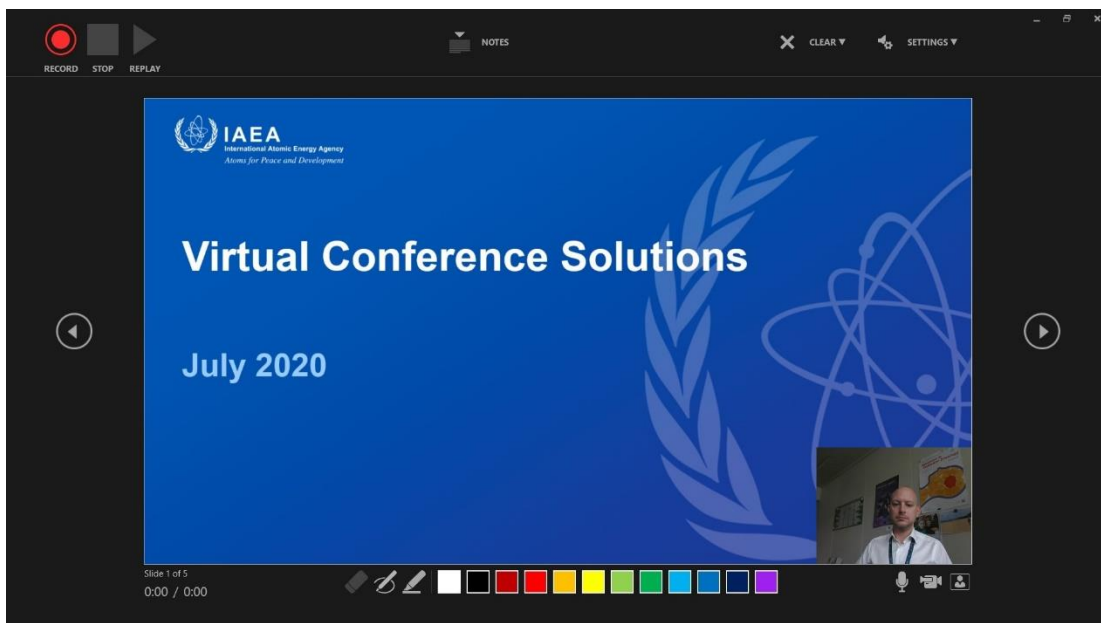 RECORD
STOP
REPLAY
NOTES
CLEAR
SETTINGS
IAEA
International Atomic Energy Agency
Atoms for Peace and Development
Virtual Conference Solutions
July 2020
Slide 1 of 5
0:00 / 0:00